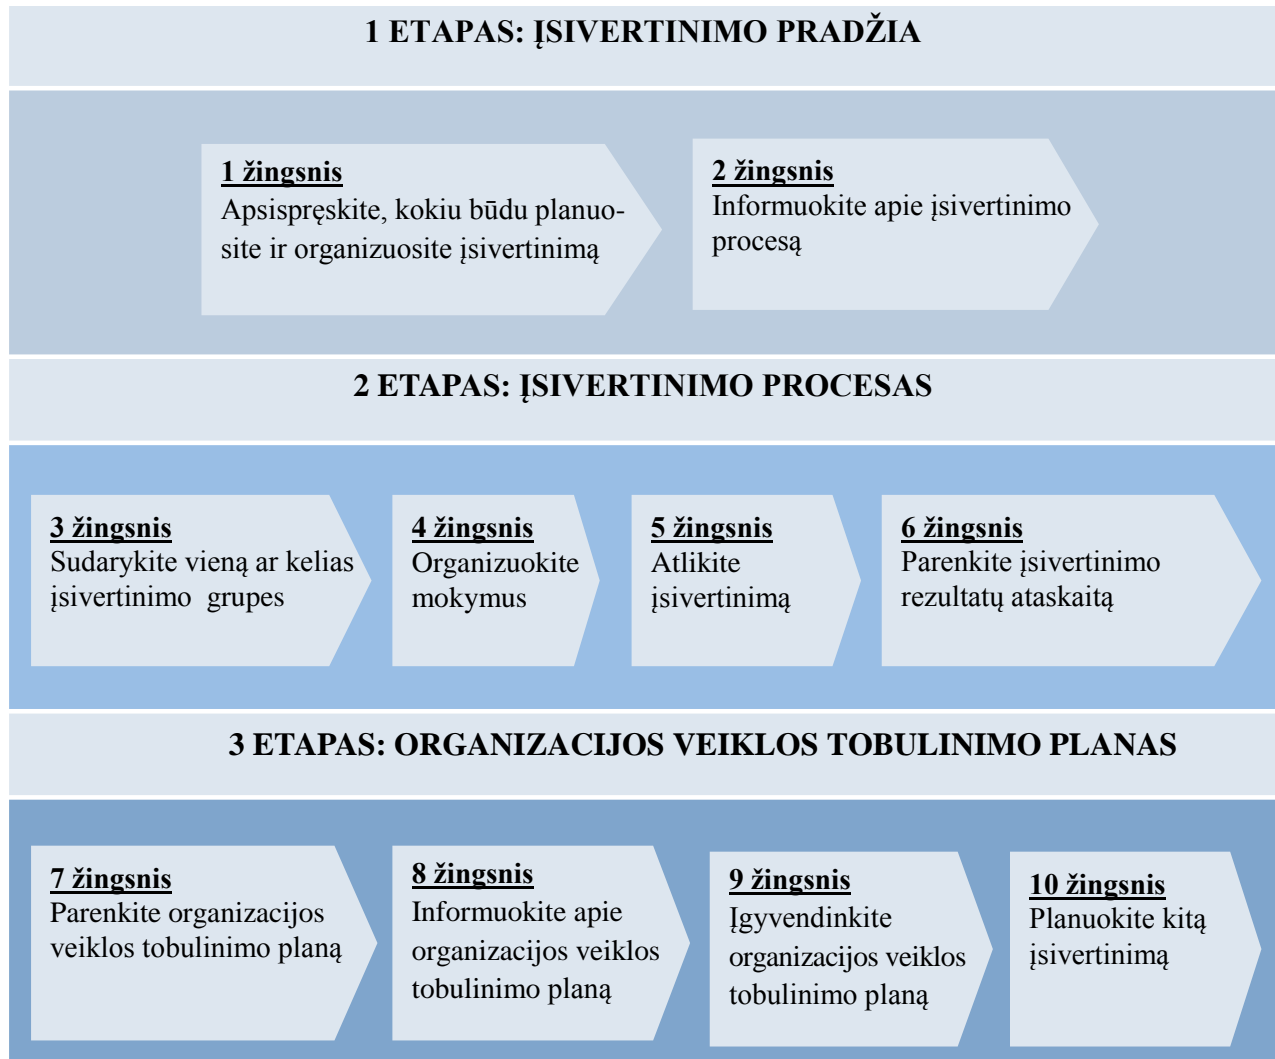 1 ETAPAS: ĮSIVERTINIMO PRADŽIA
1 žingsnis
Apsispręskite, kokiu būdu planuo-
site ir organizuosite įsivertinimą
2 žingsnis
Informuokite apie įsivertinimo
procesą
2 ETAPAS: ĮSIVERTINIMO PROCESAS
3 žingsnis
Sudarykite vieną ar kelias
įsivertinimo grupes
4 žingsnis
Organizuokite
mokymus
5 žingsnis
Atlikite
įsivertinimą
6 žingsnis
Parenkite įsivertinimo
rezultatų ataskaitą
3 ETAPAS: ORGANIZACIJOS VEIKLOS TOBULINIMO PLANAS
7 žingsnis
Parenkite organizacijos
veiklos tobulinimo planą
8 žingsnis
Informuokite apie
organizacijos veiklos
tobulinimo planą
9 žingsnis
Įgyvendinkite
organizacijos veiklos
tobulinimo planą
10 žingsnis
Planuokite kitą
įsivertinimą